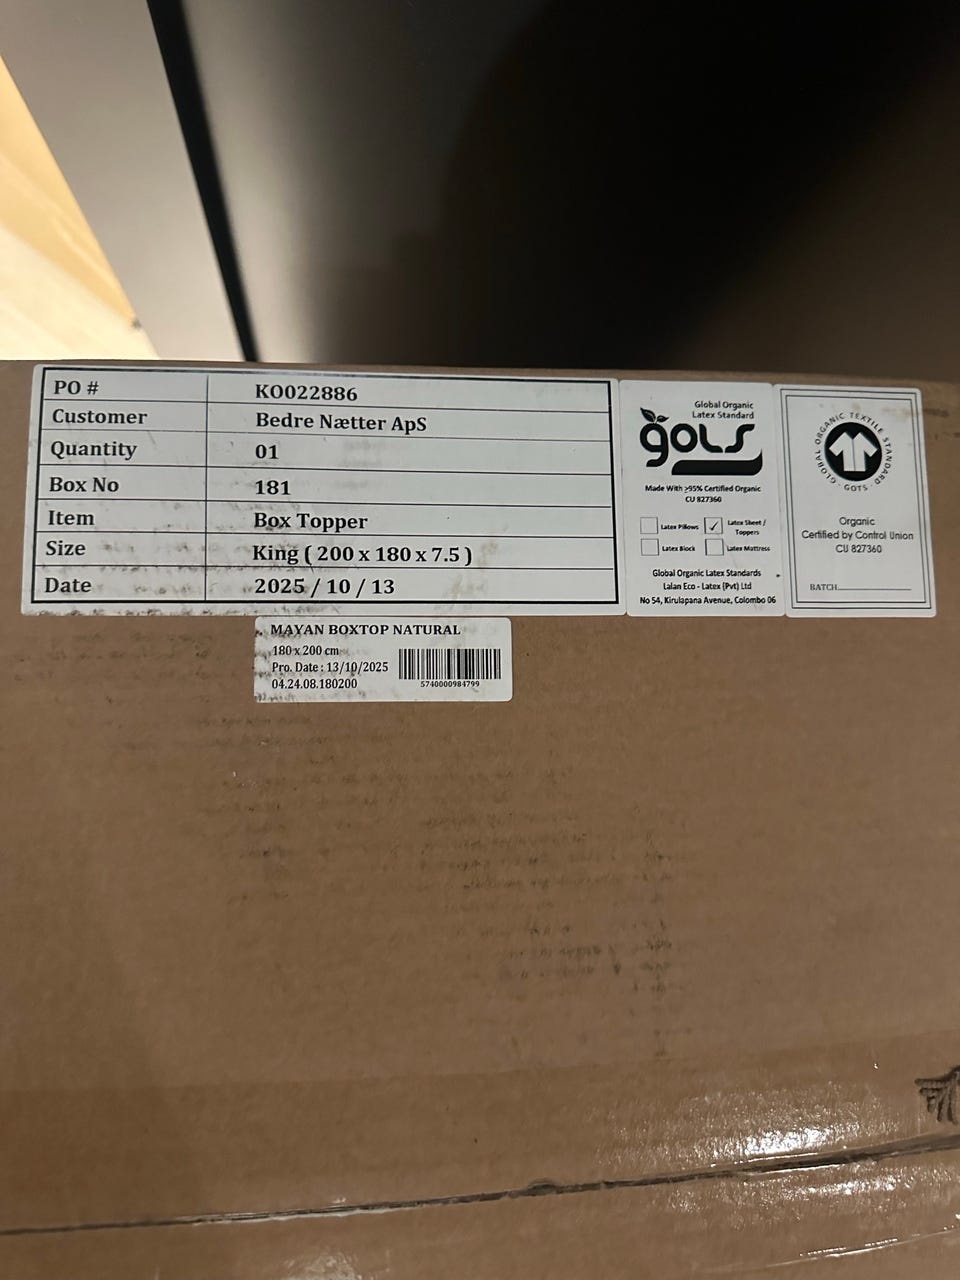 PO # KO022886
Customer Bedre Nætter ApS
Quantity 01
Box No 181
Item Box Topper
Size King ( 200 x 180 x 7.5 )
Date 2025 / 10 / 13
Global Organic
Latex Standard
gols
Made With ≥95% Certified Organic
CU 827360
Latex Pillows ✓ Latex Sheet / Toppers
Latex Block Latex Mattress
Global Organic Latex Standards
Lalan Eco - Latex (Pvt) Ltd
No 54, Kirulapana Avenue, Colombo 06
GLOBAL ORGANIC TEXTILE STANDARD · GOTS ·
Organic
Certified by Control Union
CU 827360
BATCH
MAYAN BOXTOP NATURAL
180 x 200 cm
Pro. Date : 13/10/2025
04.24.08.180200
5740000984799